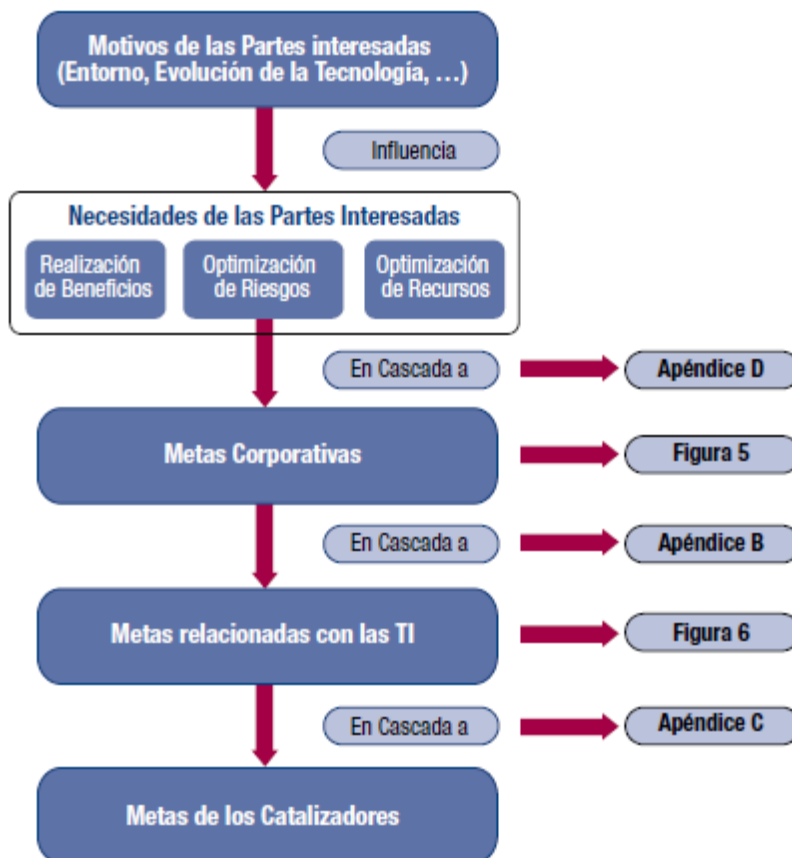 Motivos de las Partes interesadas
(Entorno, Evolución de la Tecnología, …)
Influencia
Necesidades de las Partes Interesadas
Realización
de Beneficios
Optimización
de Riesgos
Optimización
de Recursos
En Cascada a
Apéndice D
Metas Corporativas
Figura 5
En Cascada a
Apéndice B
Metas relacionadas con las TI
Figura 6
En Cascada a
Apéndice C
Metas de los Catalizadores